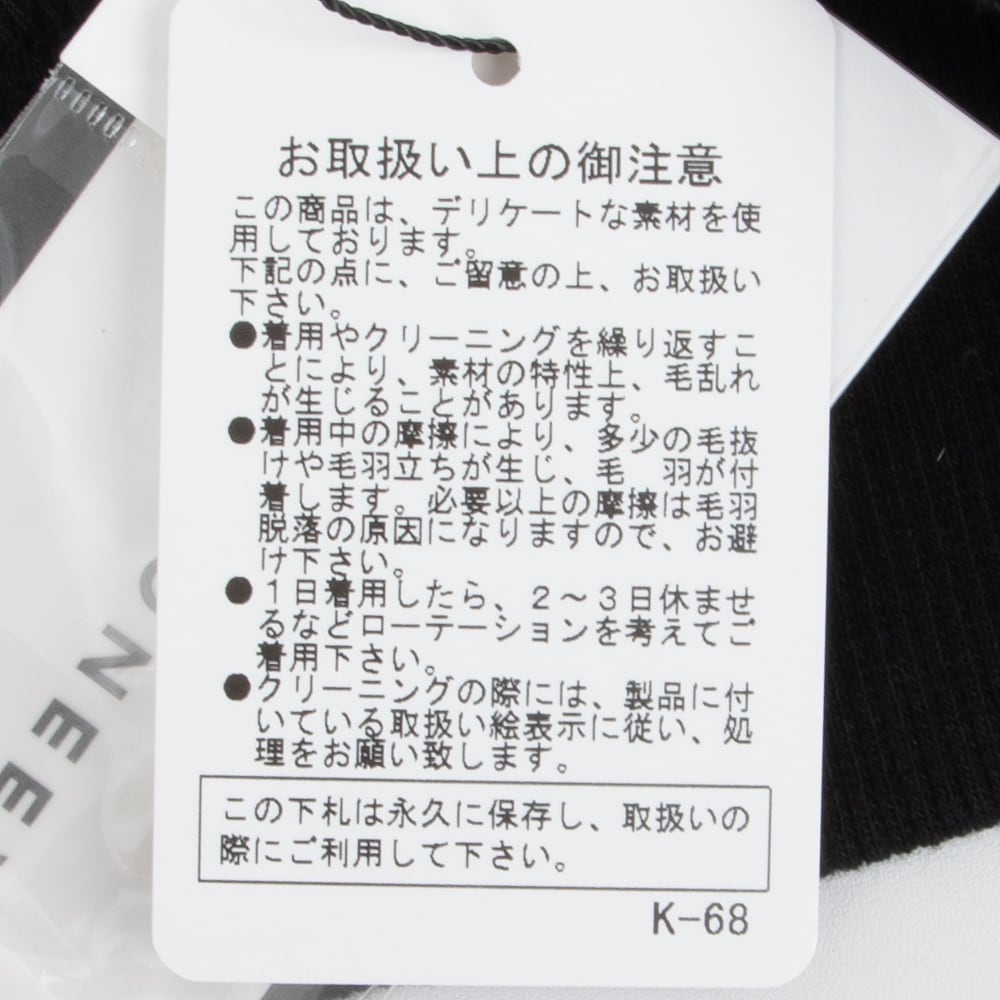 お取扱い上の御注意
この商品は、デリケートな素材を使
用しております。
下記の点に、ご留意の上、お取扱い
下さい。
●着用やクリーニングを繰り返すこ
とにより、素材の特性上、毛乱れ
が生じることがあります。
●着用中の摩擦により、多少の毛抜
けや毛羽立ちが生じ、毛　羽が付
着します。必要以上の摩擦は毛羽
脱落の原因になりますので、お避
け下さい。
●1日着用したら、2～3日休ませ
るなどローテーションを考えてご
着用下さい。
●クリーニングの際には、製品に付
いている取扱い絵表示に従い、処
理をお願い致します。
この下札は永久に保存し、取扱いの
際にご利用して下さい。
K-68